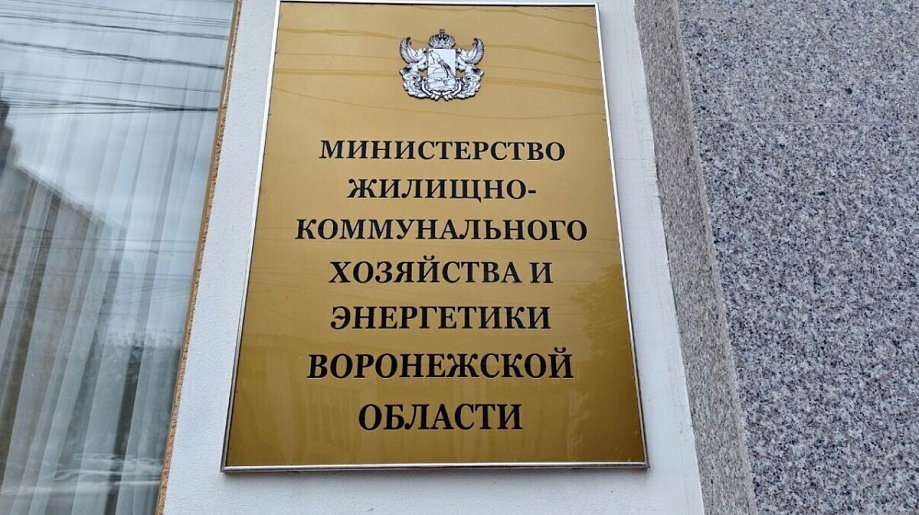 МИНИСТЕРСТВО
ЖИЛИЩНО-
КОММУНАЛЬНОГО
ХОЗЯЙСТВА И
ЭНЕРГЕТИКИ
ВОРОНЕЖСКОЙ
ОБЛАСТИ